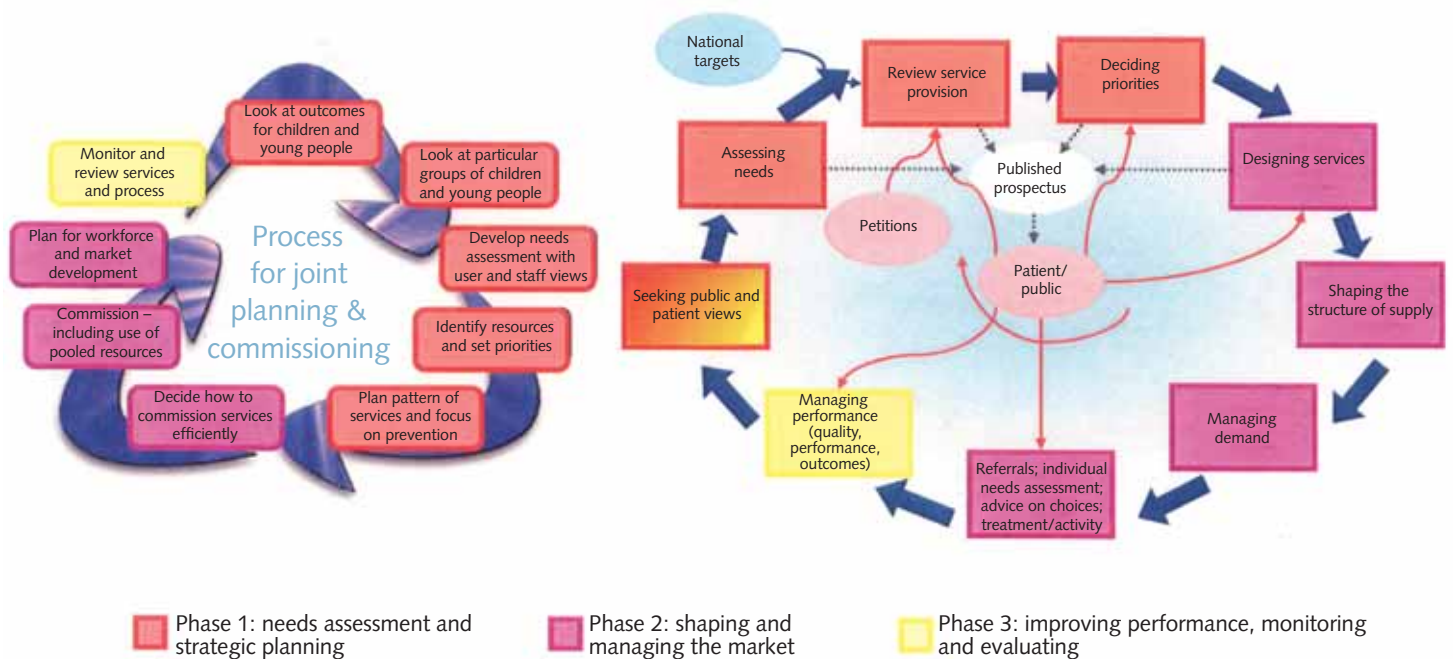 Look at outcomes
for children and
young people
Look at particular
groups of children
and young people
Develop needs
assessment with
user and staff views
Identify resources
and set priorities
Plan pattern of
services and focus
on prevention
Decide how to
commission services
efficiently
Commission –
including use of
pooled resources
Plan for workforce
and market
development
Monitor and
review services
and process
Process
for joint
planning &
commissioning
National
targets
Review service
provision
Deciding
priorities
Designing services
Shaping the
structure of supply
Managing
demand
Referrals; individual
needs assessment;
advice on choices;
treatment/activity
Managing
performance
(quality,
performance,
outcomes)
Seeking public and
patient views
Assessing
needs
Petitions
Published
prospectus
Patient/
public
Phase 1: needs assessment and
strategic planning
Phase 2: shaping and
managing the market
Phase 3: improving performance, monitoring
and evaluating